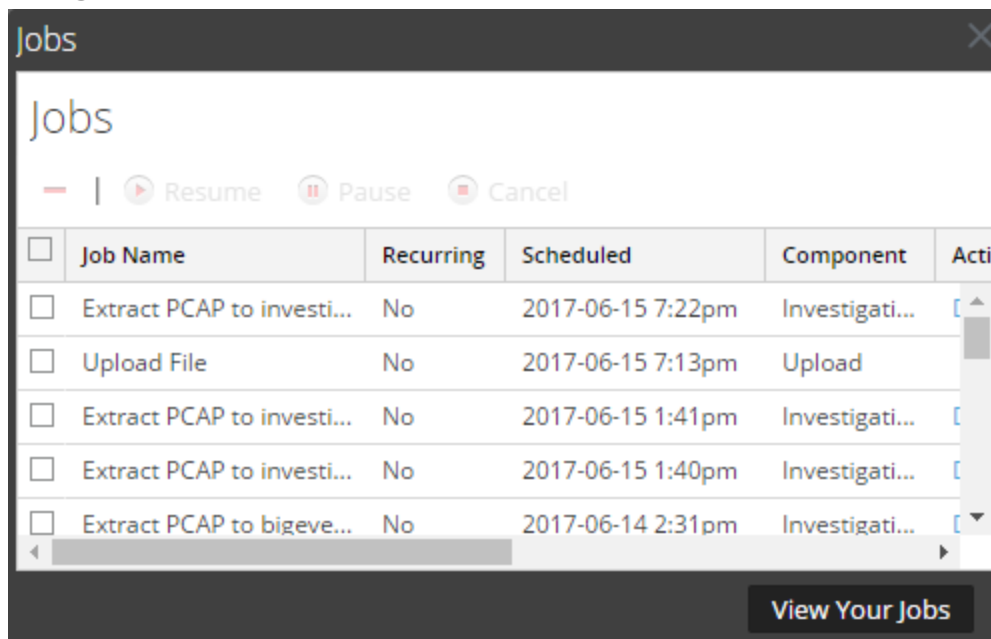 Jobs
Jobs
Resume Pause Cancel
Job Name Recurring Scheduled Component Acti
Extract PCAP to investi... No 2017-06-15 7:22pm Investigati...
Upload File No 2017-06-15 7:13pm Upload
Extract PCAP to investi... No 2017-06-15 1:41pm Investigati...
Extract PCAP to investi... No 2017-06-15 1:40pm Investigati...
Extract PCAP to bigeve... No 2017-06-14 2:31pm Investigati...
View Your Jobs